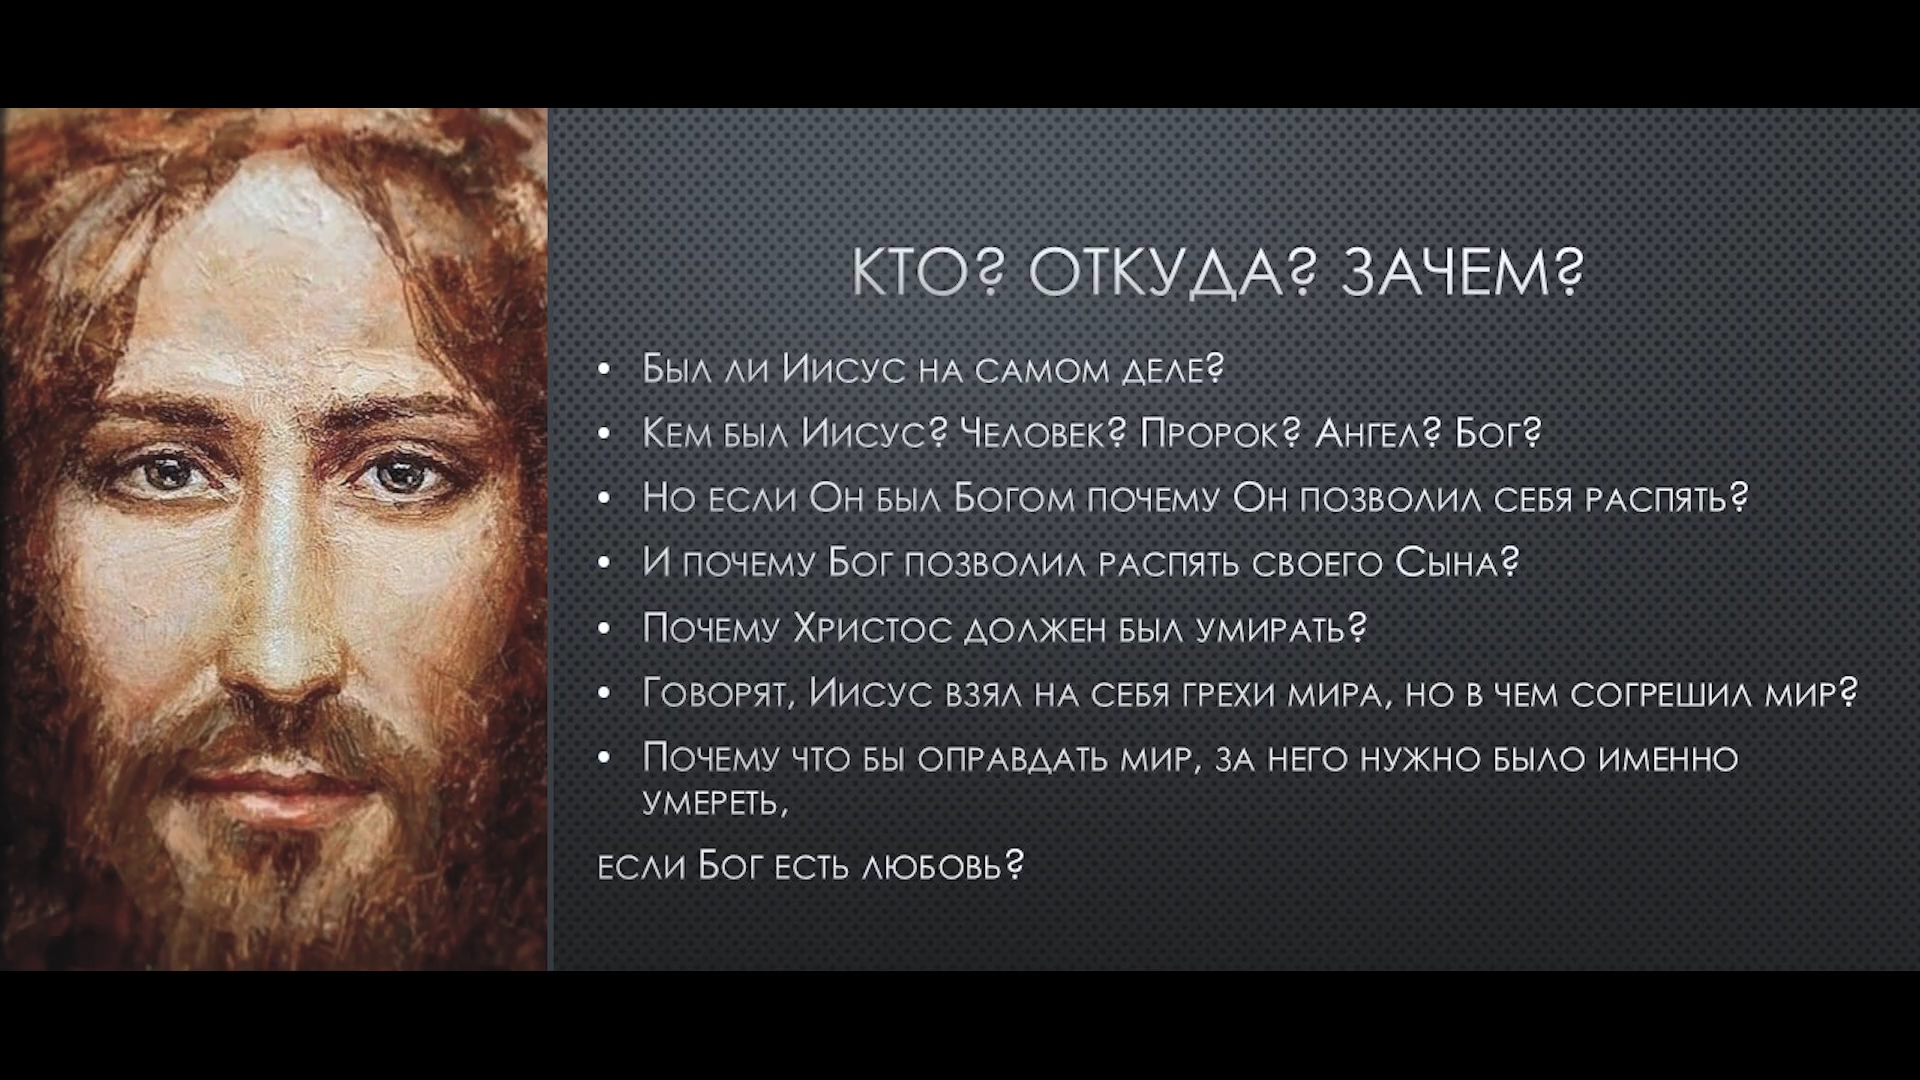 КТО? ОТКУДА? ЗАЧЕМ?
• Был ли Иисус на самом деле?
• Кем был Иисус? Человек? Пророк? Ангел? Бог?
• Но если Он был Богом почему Он позволил себя распять?
• И почему Бог позволил распять своего Сына?
• Почему Христос должен был умирать?
• Говорят, Иисус взял на себя грехи мира, но в чем согрешил мир?
• Почему что бы оправдать мир, за него нужно было именно
умереть,
если Бог есть любовь?